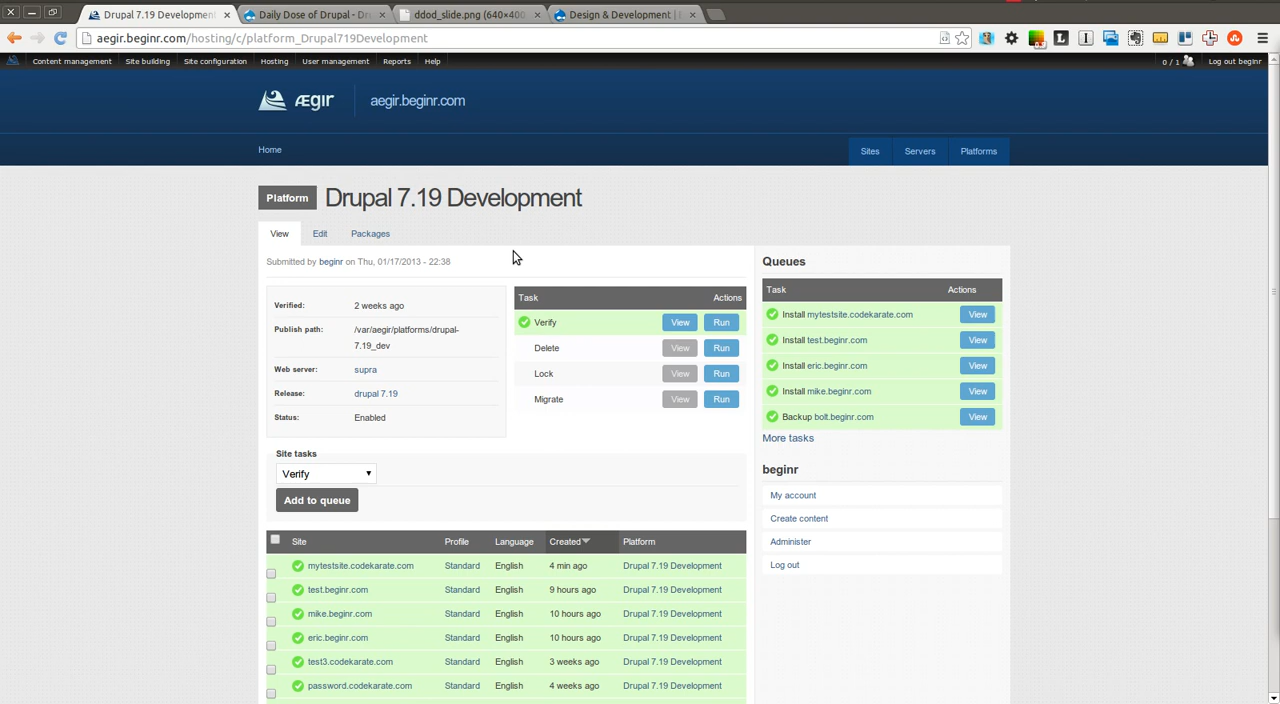 Drupal 7.19 Development
Daily Dose of Drupal -
ddod_slide.png (640×400
Design & Development |
aegir.beginr.com/hosting/c/platform_Drupal719Development
Content management Site building Site configuration Hosting User management Reports Help 0 / 1 Log out beginr
ÆGIR aegir.beginr.com
Home Sites Servers Platforms
Platform Drupal 7.19 Development
View Edit Packages
Submitted by beginr on Thu, 01/17/2013 - 22:38
Verified: 2 weeks ago
Publish path: /var/aegir/platforms/drupal-
7.19_dev
Web server: supra
Release: drupal 7.19
Status: Enabled
Task Actions
Verify View Run
Delete View Run
Lock View Run
Migrate View Run
Queues
Task Actions
Install mytestsite.codekarate.com View
Install test.beginr.com View
Install eric.beginr.com View
Install mike.beginr.com View
Backup bolt.beginr.com View
More tasks
beginr
My account
Create content
Administer
Log out
Site tasks
Verify
Add to queue
Site Profile Language Created Platform
mytestsite.codekarate.com Standard English 4 min ago Drupal 7.19 Development
test.beginr.com Standard English 9 hours ago Drupal 7.19 Development
mike.beginr.com Standard English 10 hours ago Drupal 7.19 Development
eric.beginr.com Standard English 10 hours ago Drupal 7.19 Development
test3.codekarate.com Standard English 3 weeks ago Drupal 7.19 Development
password.codekarate.com Standard English 4 weeks ago Drupal 7.19 Development